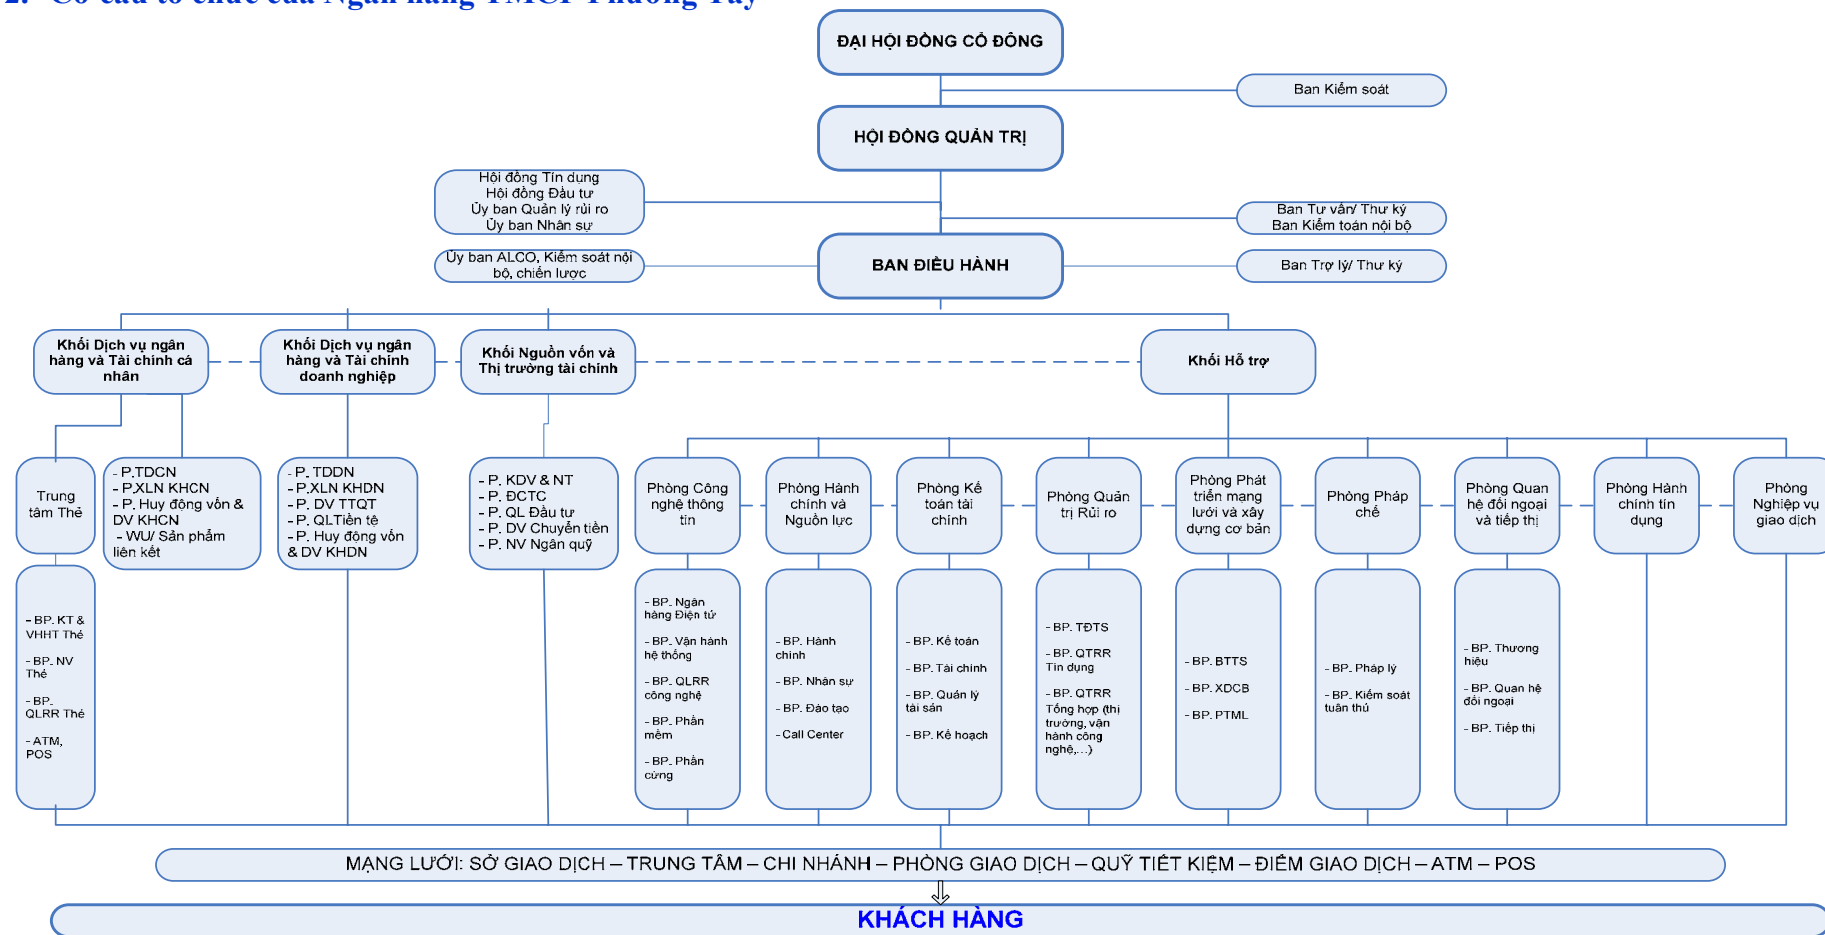 2. Cơ cấu tổ chức của Ngân hàng TMCP Phương Tây
ĐẠI HỘI ĐỒNG CỔ ĐÔNG
Ban Kiểm soát
HỘI ĐỒNG QUẢN TRỊ
Hội đồng Tín dụng
Hội đồng Đầu tư
Ủy ban Quản lý rủi ro
Ủy ban Nhân sự
Ban Tư vấn/ Thư ký
Ban Kiểm toán nội bộ
Ủy ban ALCO, Kiểm soát nội
bộ, chiến lược
BAN ĐIỀU HÀNH
Ban Trợ lý/ Thư ký
Khối Dịch vụ ngân
hàng và Tài chính cá
nhân
Khối Dịch vụ ngân
hàng và Tài chính
doanh nghiệp
Khối Nguồn vốn và
Thị trường tài chính
Khối Hỗ trợ
Trung
tâm Thẻ
- P.TDCN
- P.XLN KHCN
- P. Huy động vốn &
DV KHCN
- WU/ Sản phẩm
liên kết
- P. TDDN
- P.XLN KHDN
- P. DV TTQT
- P. QLTiền tệ
- P. Huy động vốn
& DV KHDN
- P. KDV & NT
- P. ĐCTC
- P. QL Đầu tư
- P. DV Chuyển tiền
- P. NV Ngân quỹ
Phòng Công
nghệ thông
tin
Phòng Hành
chính và
Nguồn lực
Phòng Kế
toán tài
chính
Phòng Quản
trị Rủi ro
Phòng Phát
triển mạng
lưới và xây
dựng cơ bản
Phòng Pháp
chế
Phòng Quan
hệ đối ngoại
và tiếp thị
Phòng Hành
chính tín
dụng
Phòng
Nghiệp vụ
giao dịch
- BP. KT &
VHHT Thẻ
- BP. NV
Thẻ
- BP.
QLRR Thẻ
- ATM,
POS
- BP. Ngân
hàng Điện tử
- BP. Vận hành
hệ thống
- BP. QLRR
công nghệ
- BP. Phần
mềm
- BP. Phần
cứng
- BP. Hành
chính
- BP. Nhân sự
- BP. Đào tạo
- Call Center
- BP. Kế toán
- BP. Tài chính
- BP. Quản lý
tài sản
- BP. Kế hoạch
- BP. TĐTS
- BP. QTRR
Tín dụng
- BP. QTRR
Tổng hợp (thị
trường, vận
hành công
nghệ,...)
- BP. BTTS
- BP. XDCB
- BP. PTML
- BP. Pháp lý
- BP. Kiểm soát
tuân thủ
- BP. Thương
hiệu
- BP. Quan hệ
đối ngoại
- BP. Tiếp thị
MẠNG LƯỚI: SỞ GIAO DỊCH – TRUNG TÂM – CHI NHÁNH – PHÒNG GIAO DỊCH – QUỸ TIẾT KIỆM – ĐIỂM GIAO DỊCH – ATM – POS
KHÁCH HÀNG